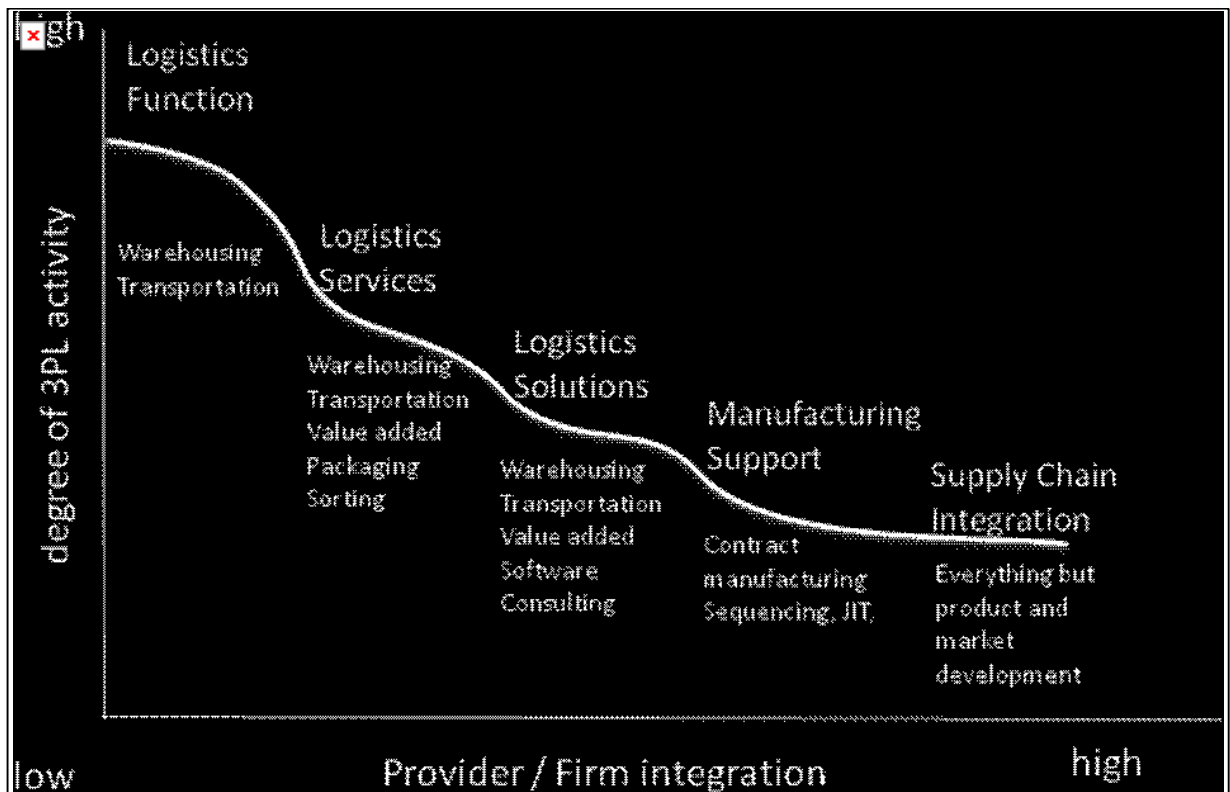 high
Logistics
Function
Warehousing
Transportation
Logistics
Services
Warehousing
Transportation
Value added
Packaging
Sorting
Logistics
Solutions
Warehousing
Transportation
Value added
Software
Consulting
Manufacturing
Support
Contract
manufacturing
Sequencing, JIT,
Supply Chain
Integration
Everything but
product and
market
development
degree of 3PL activity
low
Provider / Firm integration
high